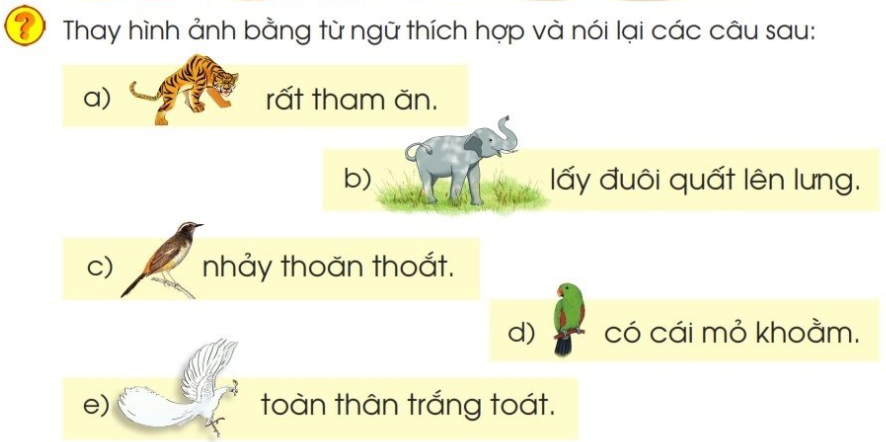 ? Thay hình ảnh bằng từ ngữ thích hợp và nói lại các câu sau:
a) rất tham ăn.
b) lấy đuôi quất lên lưng.
c) nhảy thoăn thoắt.
d) có cái mỏ khoằm.
e) toàn thân trắng toát.